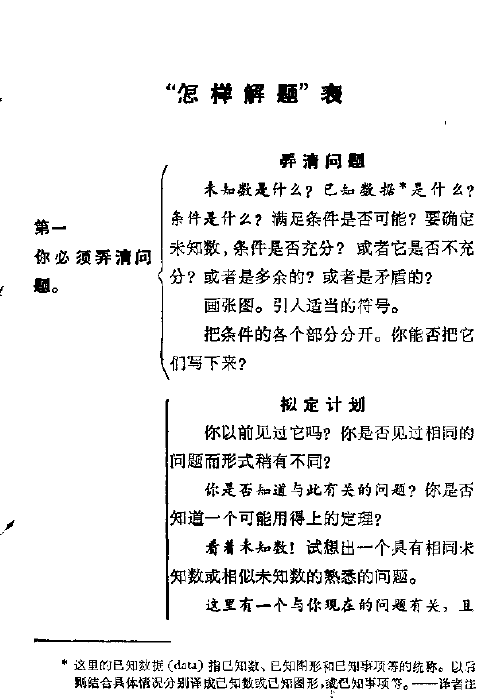 “怎样解题”表
弄清问题
未知数是什么？已知数据*是什么？
条件是什么？满足条件是否可能？要确定
未知数，条件是否充分？或者它是否不充
分？或者是多余的？或者是矛盾的？
画张图。引入适当的符号。
把条件的各个部分分开。你能否把它
们写下来？
第一
你必须弄清问
题。
拟定计划
你以前见过它吗？你是否见过相同的
问题而形式稍有不同？
你是否知道与此有关的问题？你是否
知道一个可能用得上的定理？
看着未知数！试想出一个具有相同未
知数或相似未知数的熟悉的问题。
这里有一个与你现在的问题有关，且
* 这里的已知数据(data)指已知数、已知图形和已知事项等的统称。以后
则结合具体情况分别译成已知数或已知图形，或已知事项等。——译者注